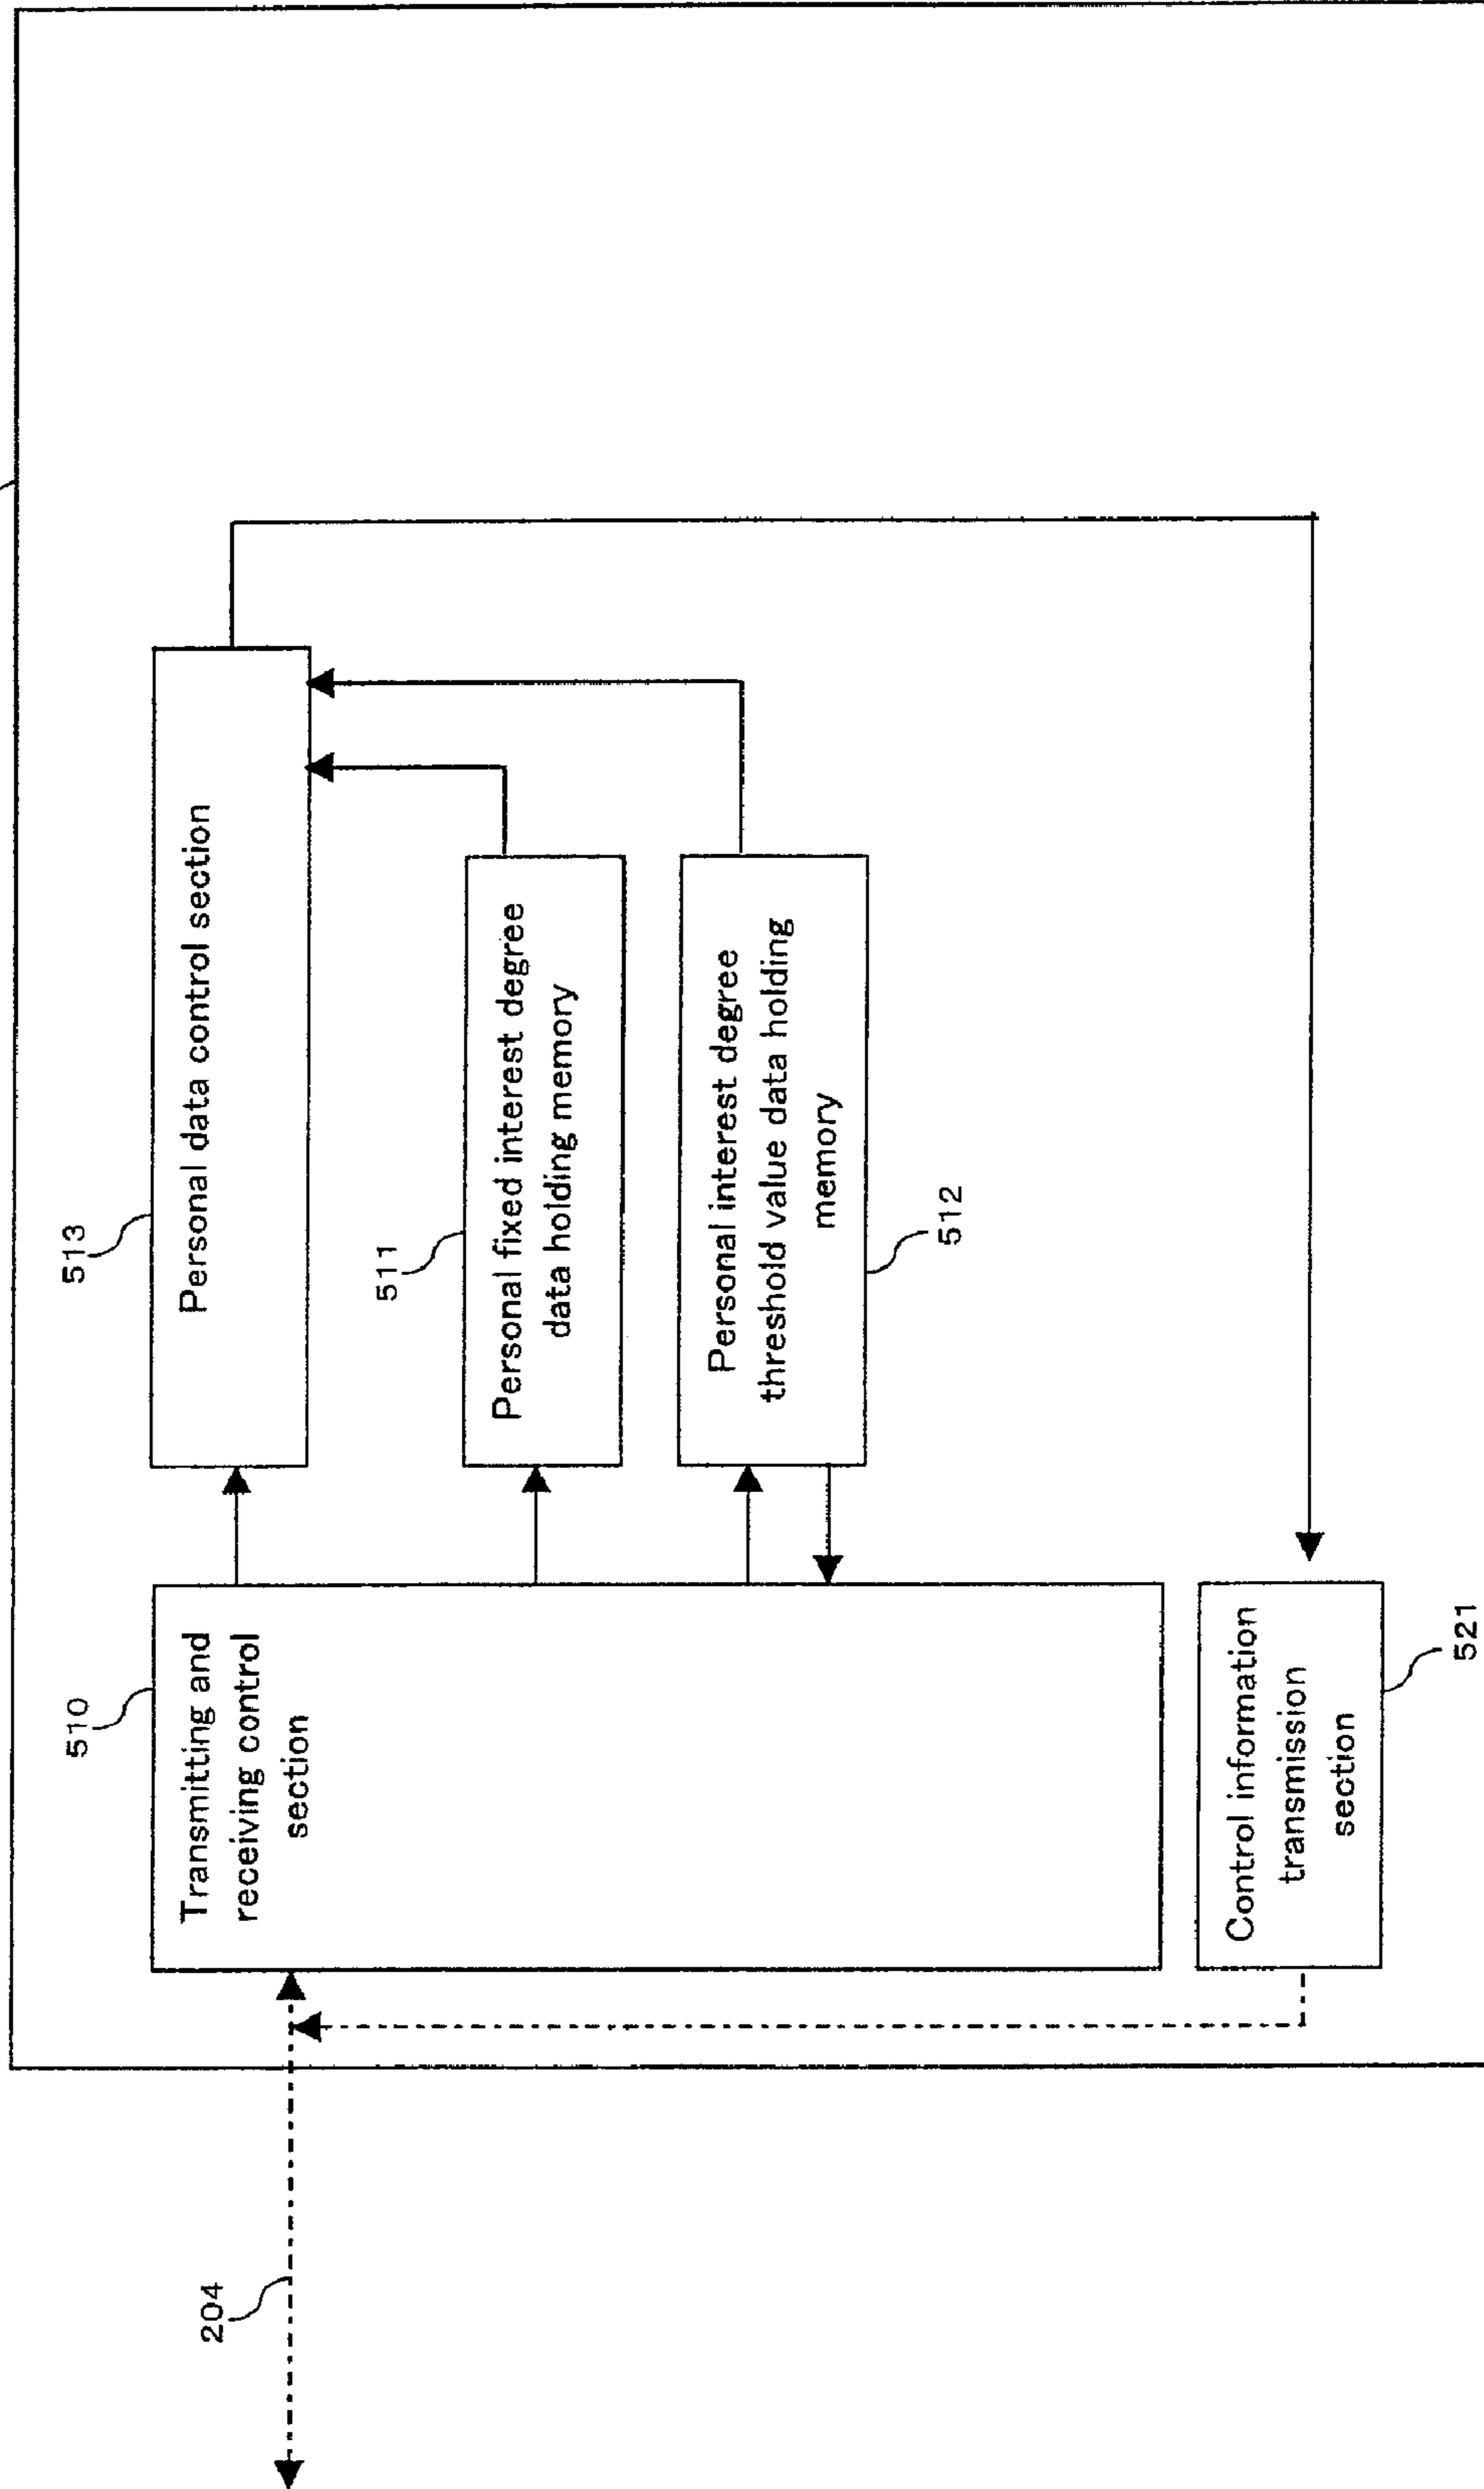 204
510
Transmitting and
receiving control
section
513
Personal data control section
511
Personal fixed interest degree
data holding memory
Personal interest degree
threshold value data holding
memory
512
Control information
transmission
section
521